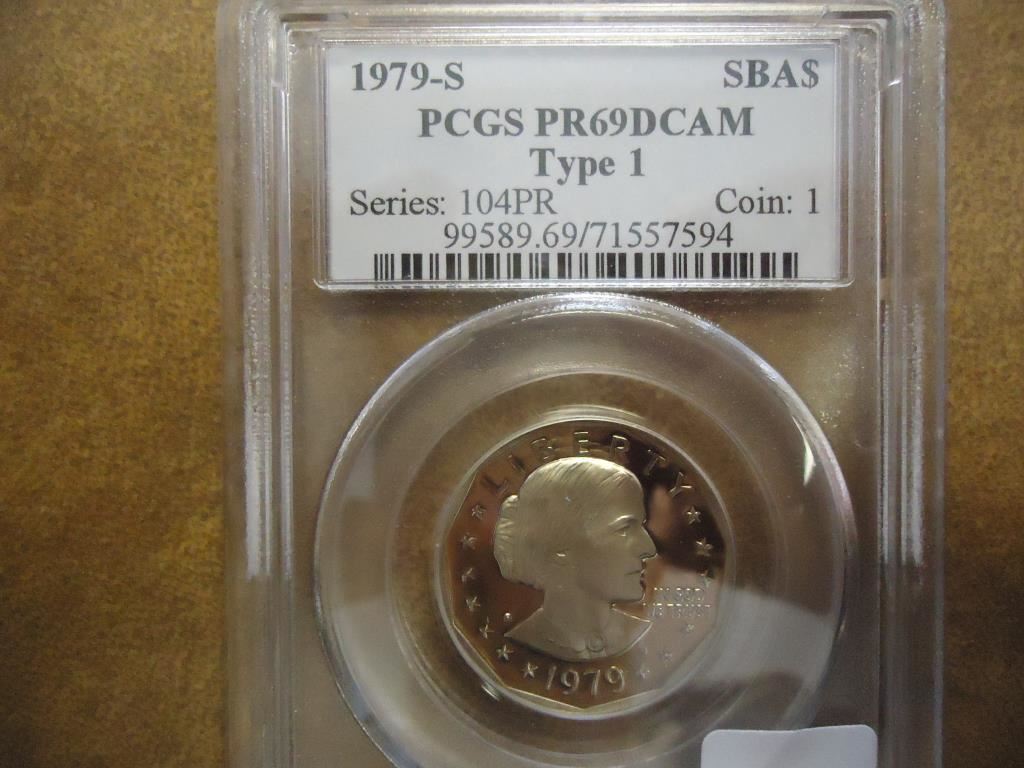 1979-S SBA$
PCGS PR69DCAM
Type 1
Series: 104PR Coin: 1
99589.69/71557594
LIBERTY
IN GOD
WE TRUST
1979